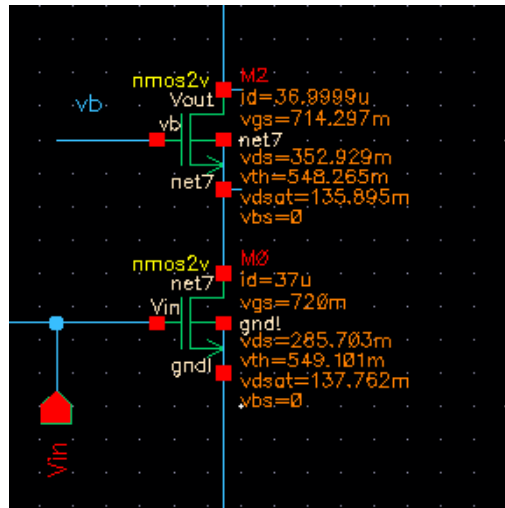 nmos2v M2
Vout id=36.9999u
vb vgs=714.297m
vb net7
vds=352.929m
net7 vth=548.265m
vdsat=135.895m
vbs=0
nmos2v M0
net7 id=37u
Vin vgs=720m
gnd!
vds=285.703m
gnd! vth=549.101m
vdsat=137.762m
vbs=0
Vin